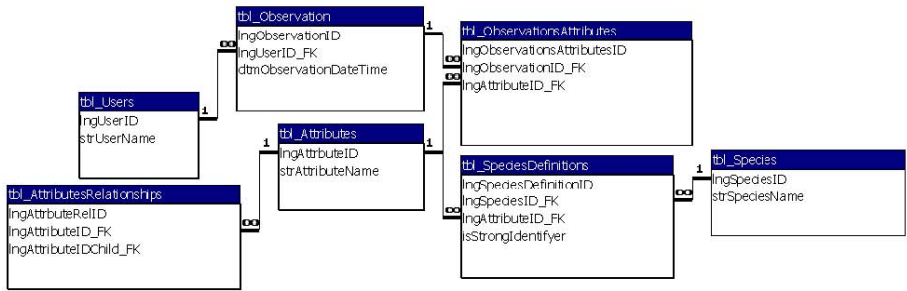 tbl_Observation
lngObservationID
lngUserID_FK
dtmObservationDateTime
1
tbl_ObservationsAttributes
lngObservationsAttributesID
lngObservationID_FK
lngAttributeID_FK
tbl_Users
lngUserID
strUserName
1
tbl_Attributes
lngAttrbuteID
strAttributeName
1
1
tbl_SpeciesDefinitions
lngSpeciesDefinitionID
lngSpeciesID_FK
lngAttributeID_FK
isStrongIdentifyer
1
tbl_Species
lngSpeciesID
strSpeciesName
tbl_AttributesRelationships
lngAttrbuteRelID
lngAttributeID_FK
lngAttributeIDChild_FK